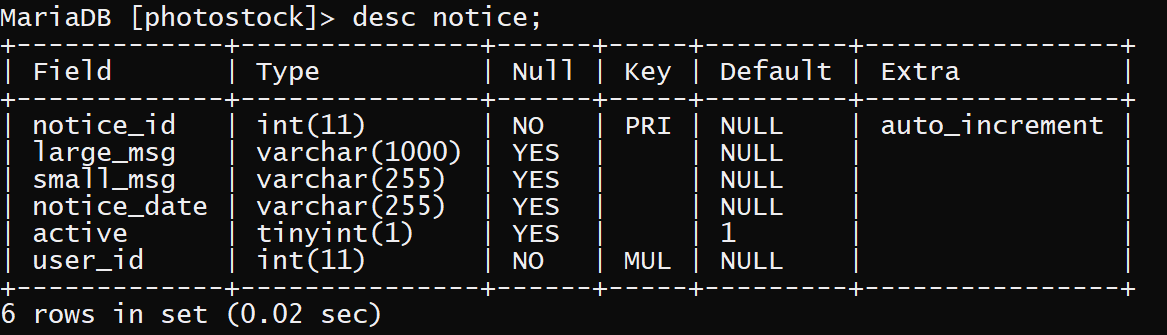 MariaDB [photostock]> desc notice;
+-------------+---------------+------+-----+---------+----------------+
| Field       | Type          | Null | Key | Default | Extra          |
+-------------+---------------+------+-----+---------+----------------+
| notice_id   | int(11)       | NO   | PRI | NULL    | auto_increment |
| large_msg   | varchar(1000) | YES  |     | NULL    |                |
| small_msg   | varchar(255)  | YES  |     | NULL    |                |
| notice_date | varchar(255)  | YES  |     | NULL    |                |
| active      | tinyint(1)    | YES  |     | 1       |                |
| user_id     | int(11)       | NO   | MUL | NULL    |                |
+-------------+---------------+------+-----+---------+----------------+
6 rows in set (0.02 sec)